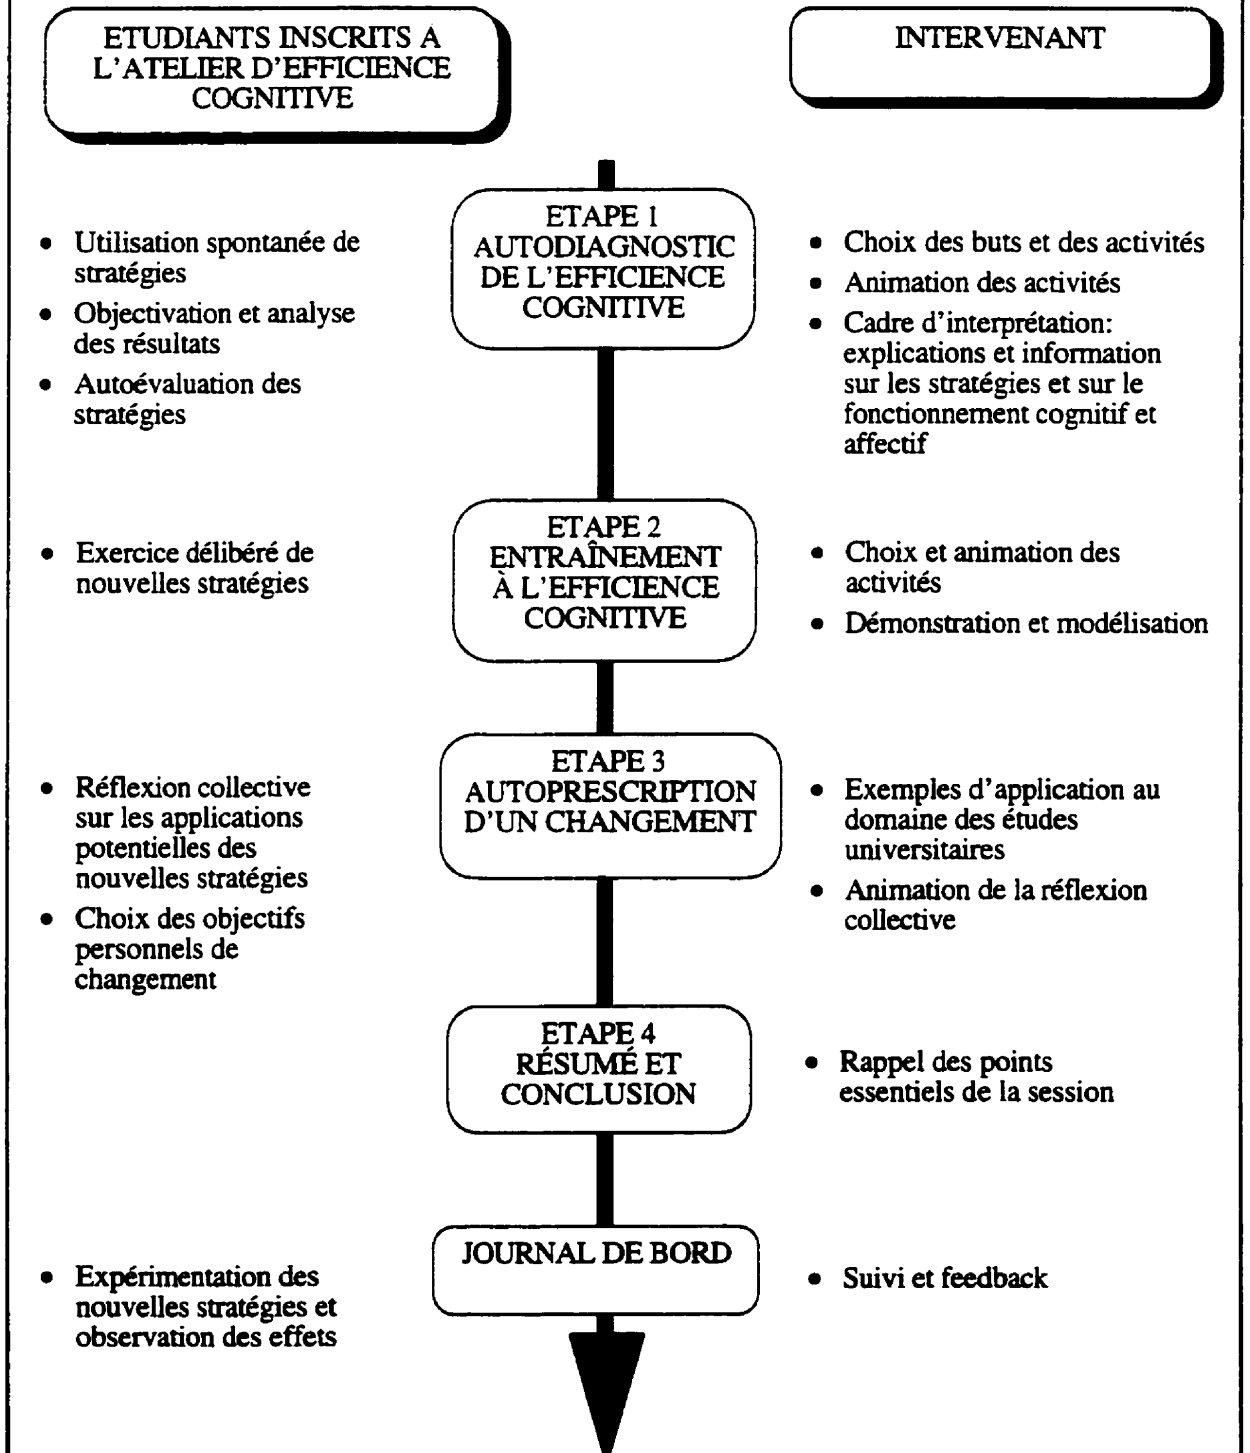 ETUDIANTS INSCRITS A
L'ATELIER D'EFFICIENCE
COGNITIVE
INTERVENANT
ETAPE 1
AUTODIAGNOSTIC
DE L'EFFICIENCE
COGNITIVE
• Utilisation spontanée de
stratégies
• Objectivation et analyse
des résultats
• Autoévaluation des
stratégies
• Choix des buts et des activités
• Animation des activités
• Cadre d'interprétation:
explications et information
sur les stratégies et sur le
fonctionnement cognitif et
affectif
ETAPE 2
ENTRAÎNEMENT
À L'EFFICIENCE
COGNITIVE
• Exercice délibéré de
nouvelles stratégies
• Choix et animation des
activités
• Démonstration et modélisation
ETAPE 3
AUTOPRESCRIPTION
D'UN CHANGEMENT
• Réflexion collective
sur les applications
potentielles des
nouvelles stratégies
• Choix des objectifs
personnels de
changement
• Exemples d'application au
domaine des études
universitaires
• Animation de la réflexion
collective
ETAPE 4
RÉSUMÉ ET
CONCLUSION
• Rappel des points
essentiels de la session
JOURNAL DE BORD
• Expérimentation des
nouvelles stratégies et
observation des effets
• Suivi et feedback